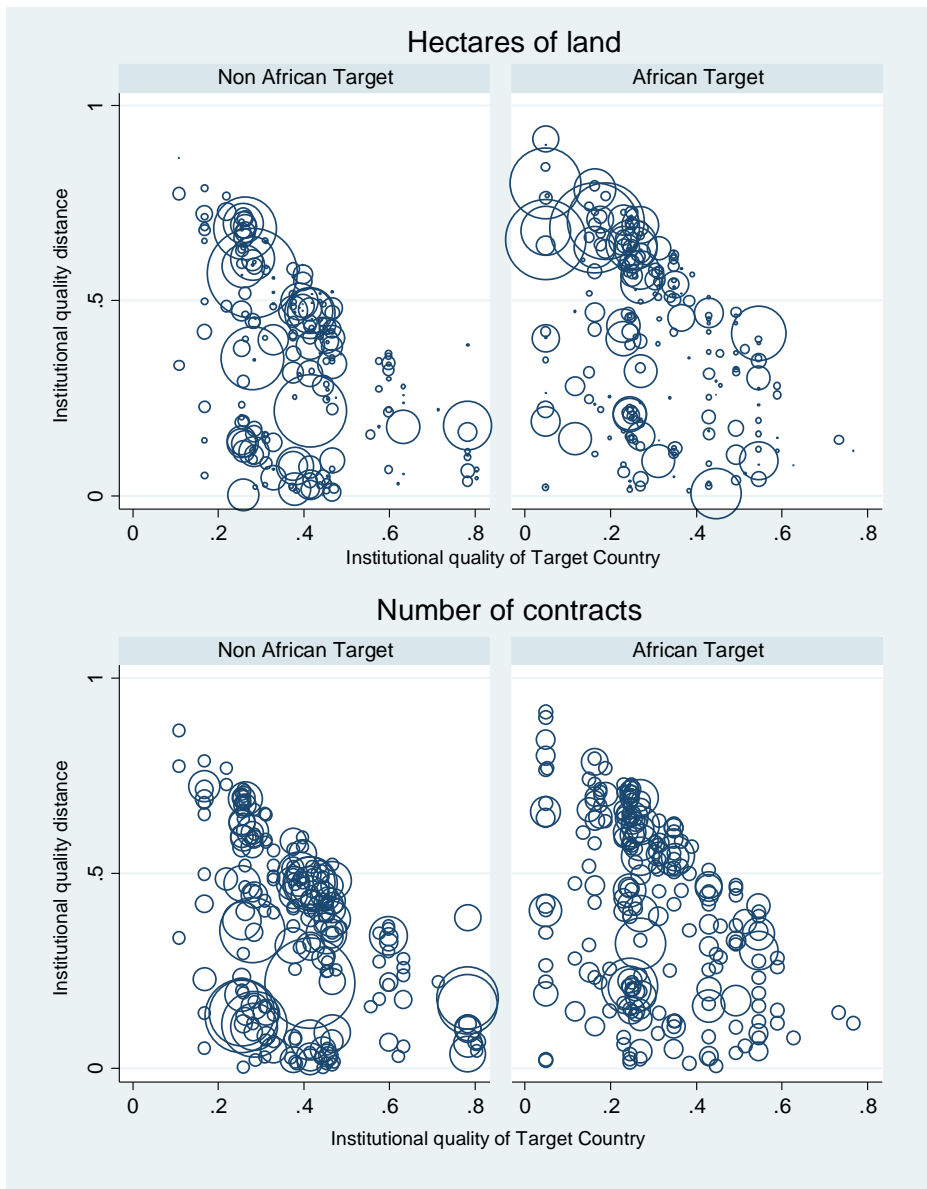 Hectares of land
Non African Target African Target
1
.5
0
Institutional quality distance
0 .2 .4 .6 .8 0 .2 .4 .6 .8
Institutional quality of Target Country
Number of contracts
Non African Target African Target
1
.5
0
Institutional quality distance
0 .2 .4 .6 .8 0 .2 .4 .6 .8
Institutional quality of Target Country